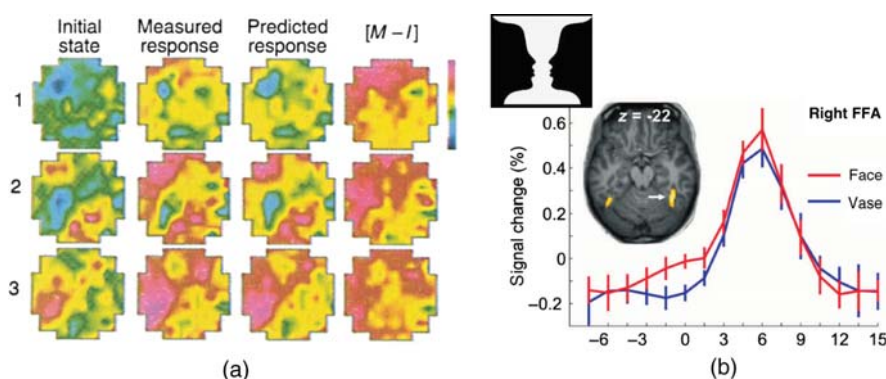 Initial state
Measured response
Predicted response
[M – I]
1
2
3
(a)
z = -22
Right FFA
Face
Vase
Signal change (%)
0.6
0.4
0.2
0
−0.2
−6 −3 0 3 6 9 12 15
(b)